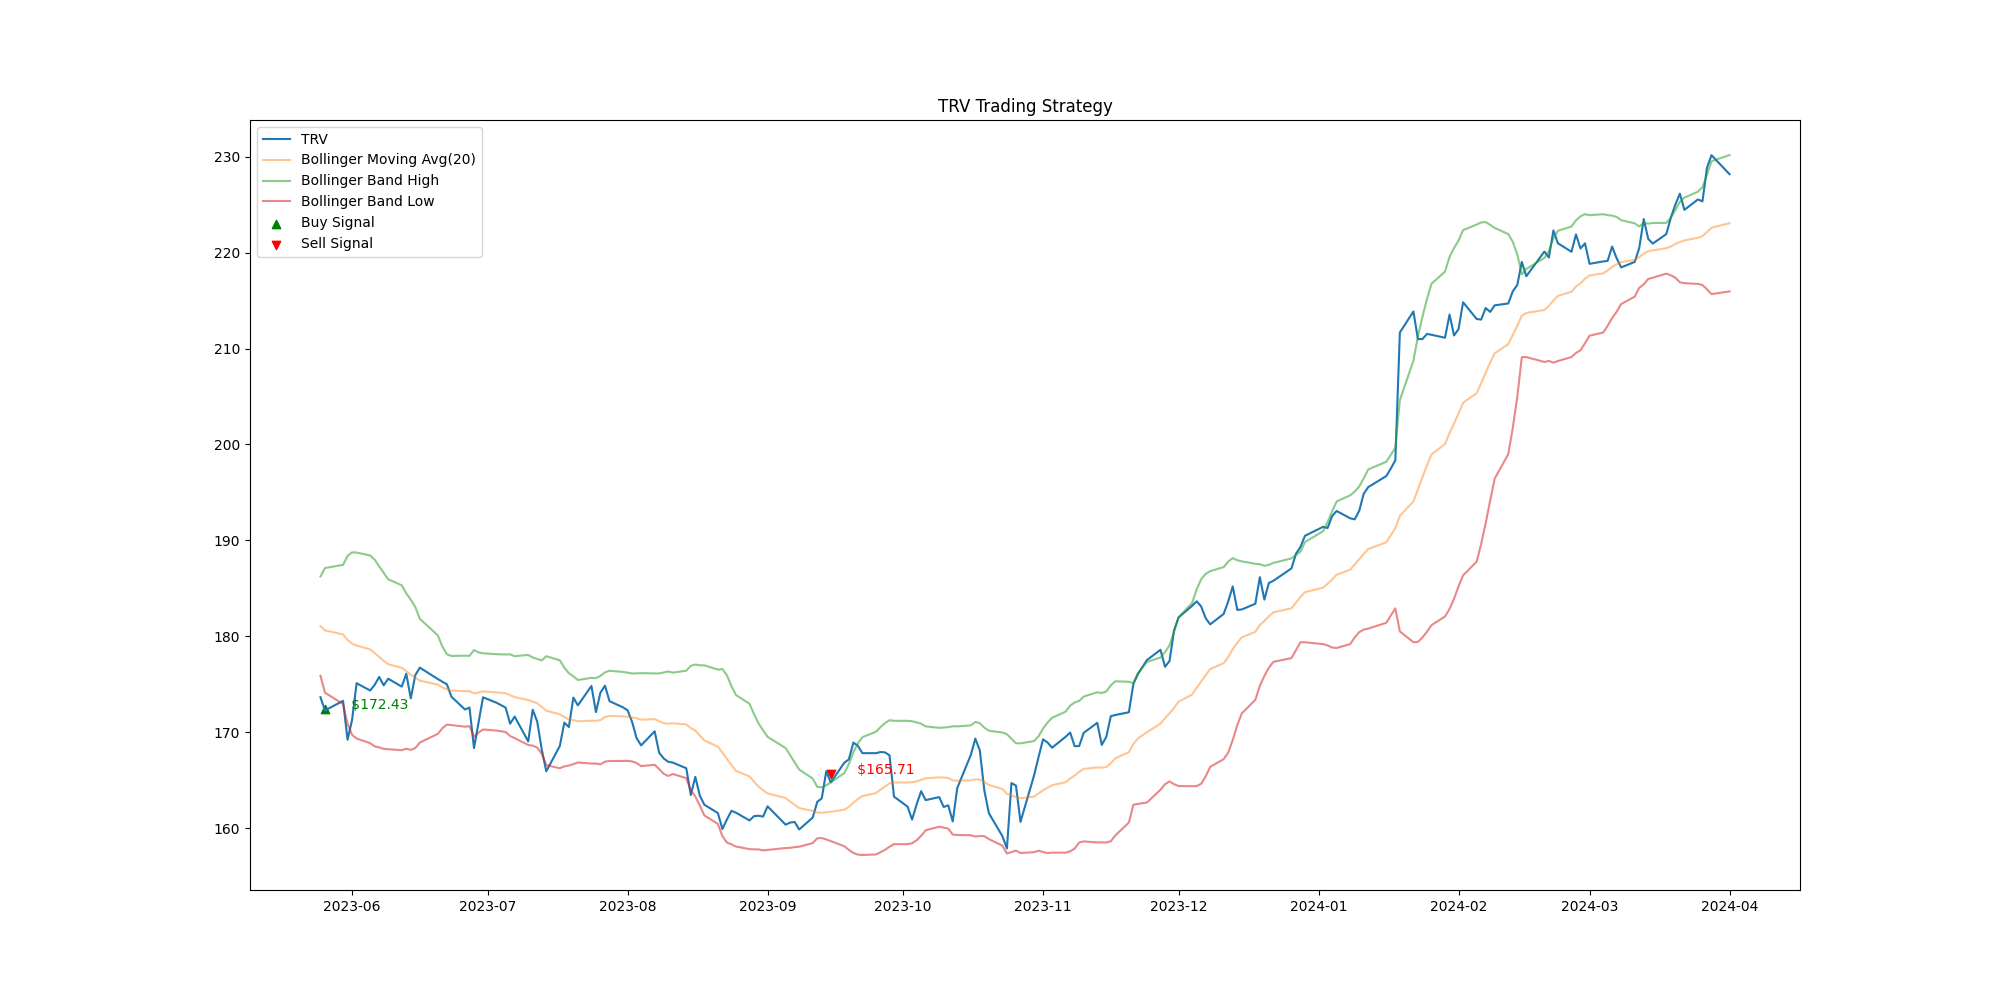 TRV Trading Strategy
TRV
Bollinger Moving Avg(20)
Bollinger Band High
Bollinger Band Low
Buy Signal
Sell Signal
230
220
210
200
190
180
170
160
$172.43
$165.71
2023-06 2023-07 2023-08 2023-09 2023-10 2023-11 2023-12 2024-01 2024-02 2024-03 2024-04